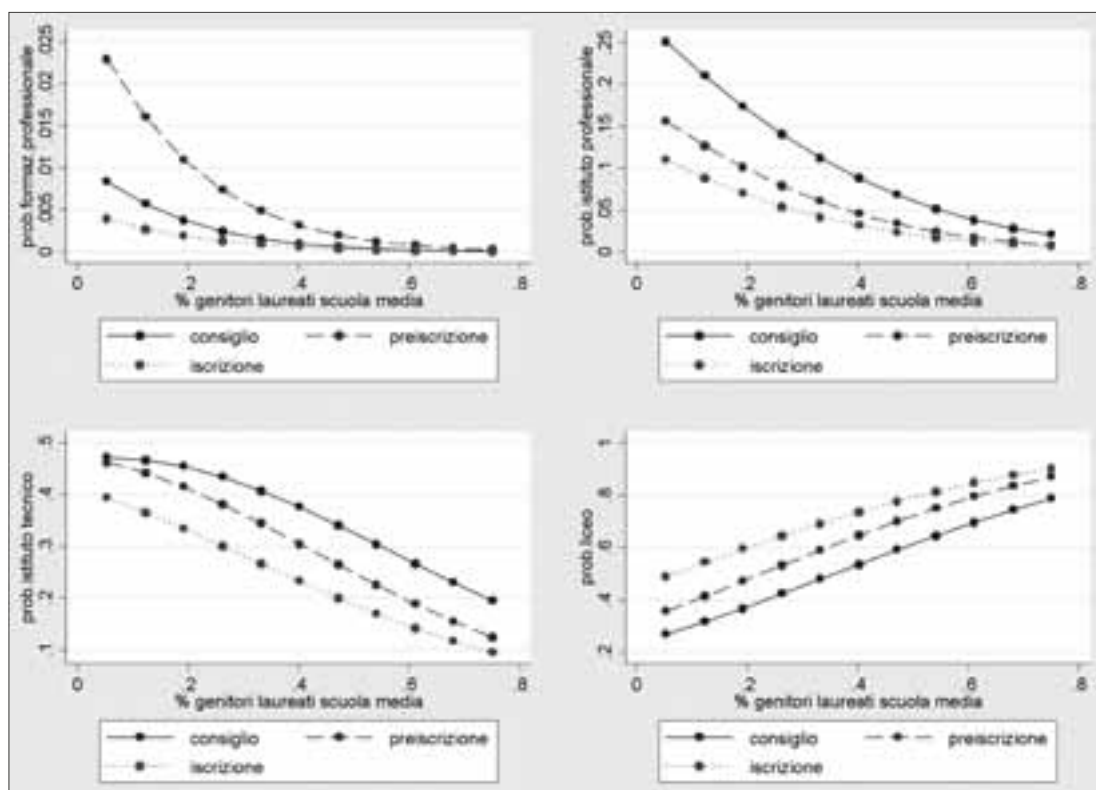 prob.formaz professionale
0 .005 .01 .015 .02 .025
0 .2 .4 .6 .8
% genitori laureati scuola media
consiglio preiscrizione
iscrizione
prob.istituto professionale
0 .05 .1 .15 .2 .25
0 .2 .4 .6 .8
% genitori laureati scuola media
consiglio preiscrizione
iscrizione
prob.istituto tecnico
.1 .2 .3 .4 .5
0 .2 .4 .6 .8
% genitori laureati scuola media
consiglio preiscrizione
iscrizione
prob.liceo
.2 .4 .6 .8 1
0 .2 .4 .6 .8
% genitori laureati scuola media
consiglio preiscrizione
iscrizione